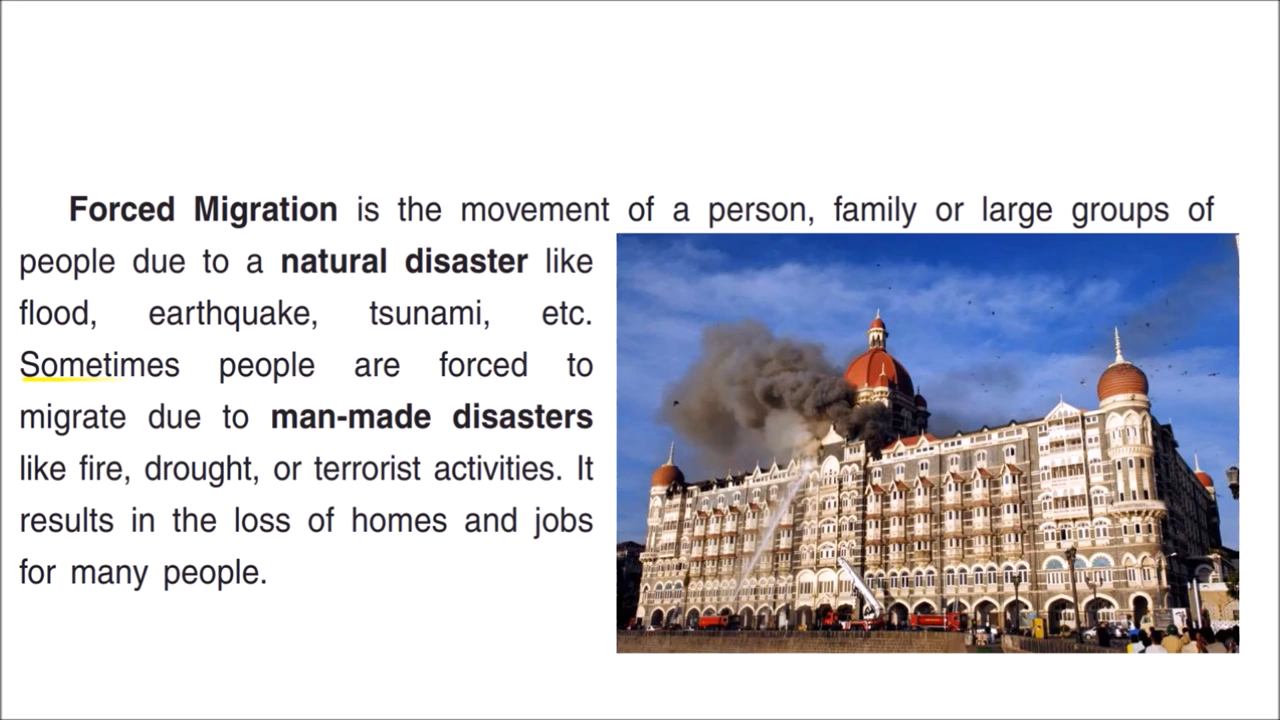 Forced Migration is the movement of a person, family or large groups of
people due to a natural disaster like
flood, earthquake, tsunami, etc.
Sometimes people are forced to
migrate due to man-made disasters
like fire, drought, or terrorist activities. It
results in the loss of homes and jobs
for many people.